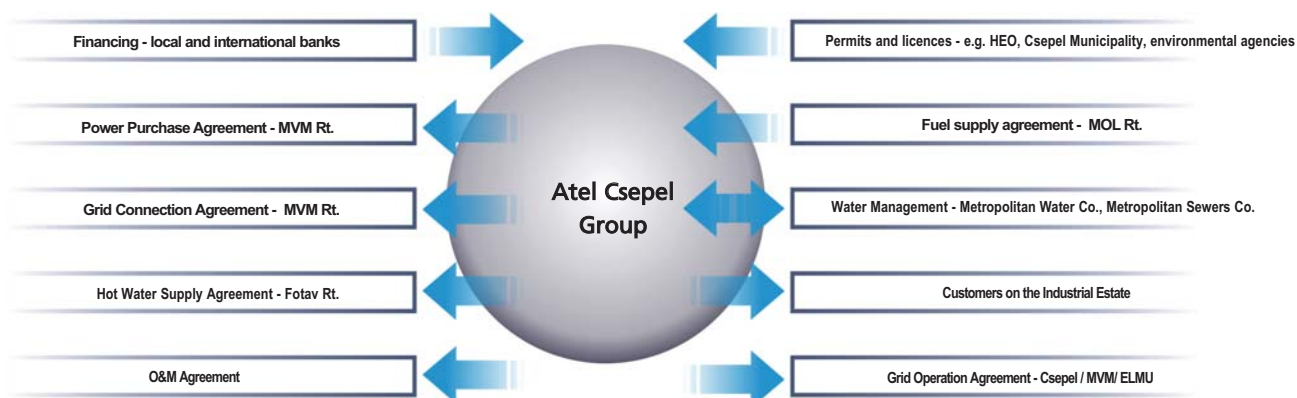 Financing - local and international banks
Permits and licences - e.g. HEO, Csepel Municipality, environmental agencies
Power Purchase Agreement - MVM Rt.
Fuel supply agreement - MOL Rt.
Atel Csepel
Group
Grid Connection Agreement - MVM Rt.
Water Management - Metropolitan Water Co., Metropolitan Sewers Co.
Hot Water Supply Agreement - Fotav Rt.
Customers on the Industrial Estate
O&M Agreement
Grid Operation Agreement - Csepel / MVM/ ELMU